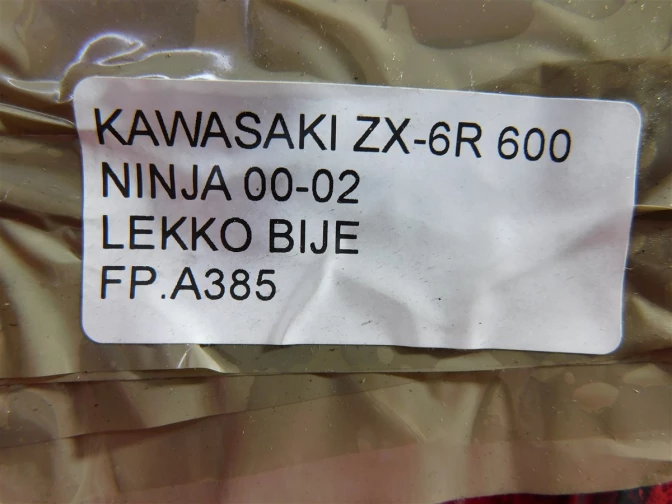 KAWASAKI ZX-6R 600
NINJA 00-02
LEKKO BIJE
FP.A385